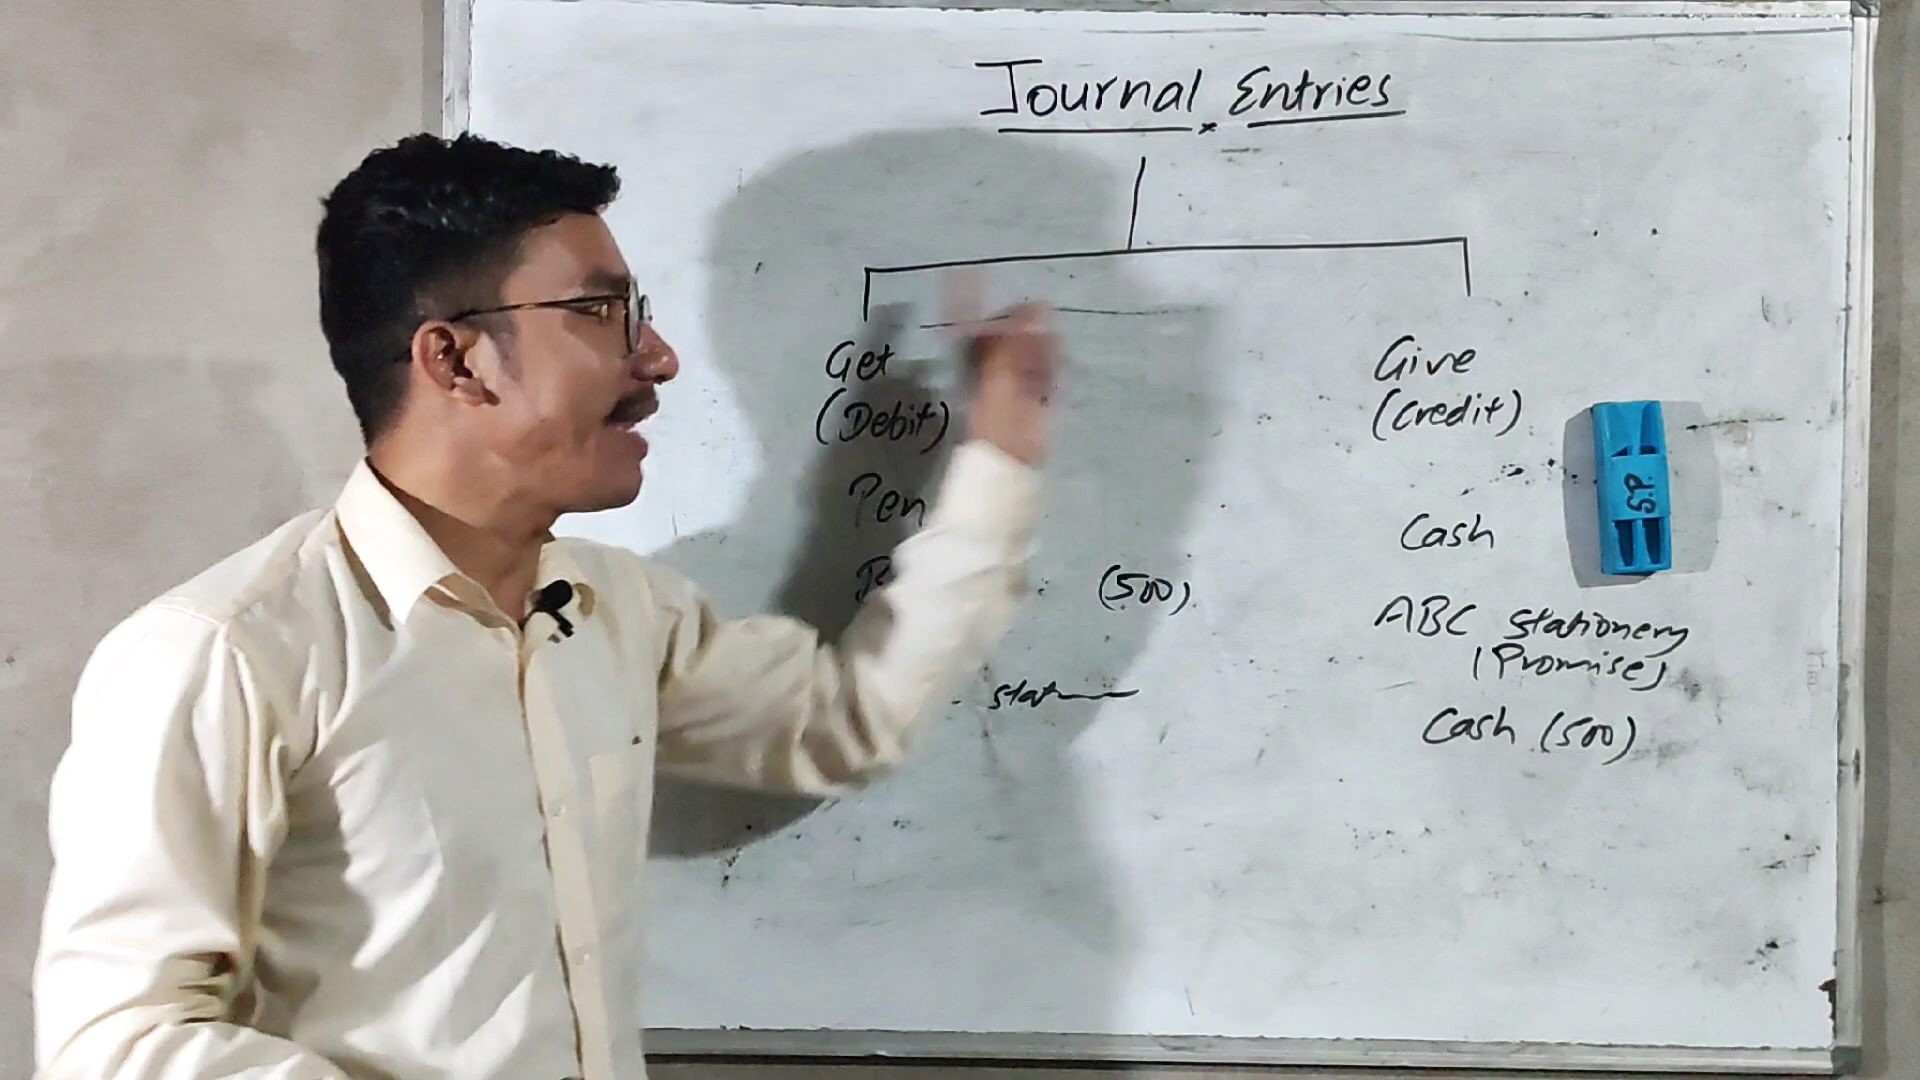 Journal Entries
Get
(Debit)
Give
(Credit)
Pen
Cash
(500)
ABC Stationery
(Promise)
Cash (500)
S.P.